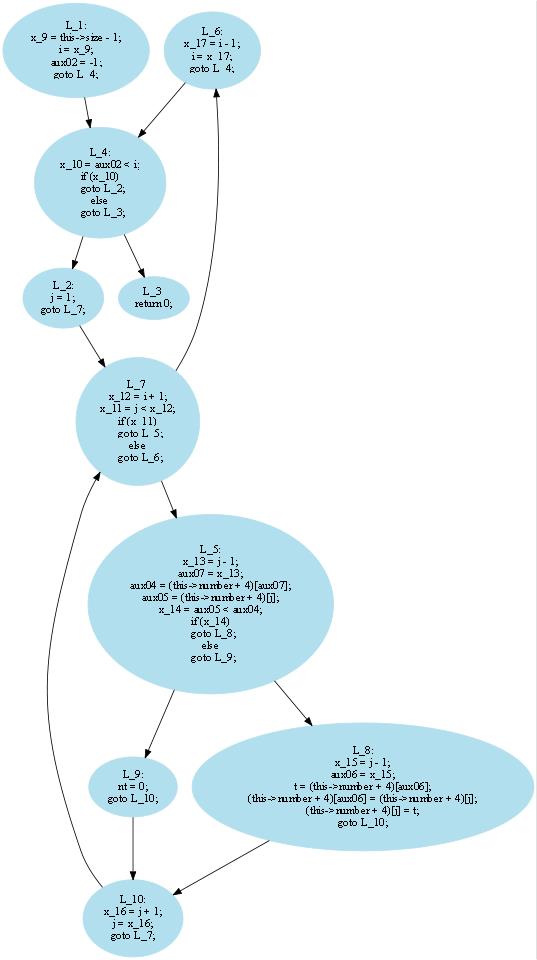 L_1:
x_9 = this->size - 1;
i = x_9;
aux02 = -1;
goto L_4;
L_6:
x_17 = i - 1;
i = x_17;
goto L_4;
L_4:
x_10 = aux02 < i;
if (x_10)
goto L_2;
else
goto L_3;
L_2:
j = 1;
goto L_7;
L_3
return 0;
L_7
x_12 = i + 1;
x_11 = j < x_12;
if (x_11)
goto L_5;
else
goto L_6;
L_5:
x_13 = j - 1;
aux07 = x_13;
aux04 = (this->number + 4)[aux07];
aux05 = (this->number + 4)[j];
x_14 = aux05 < aux04;
if (x_14)
goto L_8;
else
goto L_9;
L_9:
nt = 0;
goto L_10;
L_8:
x_15 = j - 1;
aux06 = x_15;
t = (this->number + 4)[aux06];
(this->number + 4)[aux06] = (this->number + 4)[j];
(this->number + 4)[j] = t;
goto L_10;
L_10:
x_16 = j + 1;
j = x_16;
goto L_7;